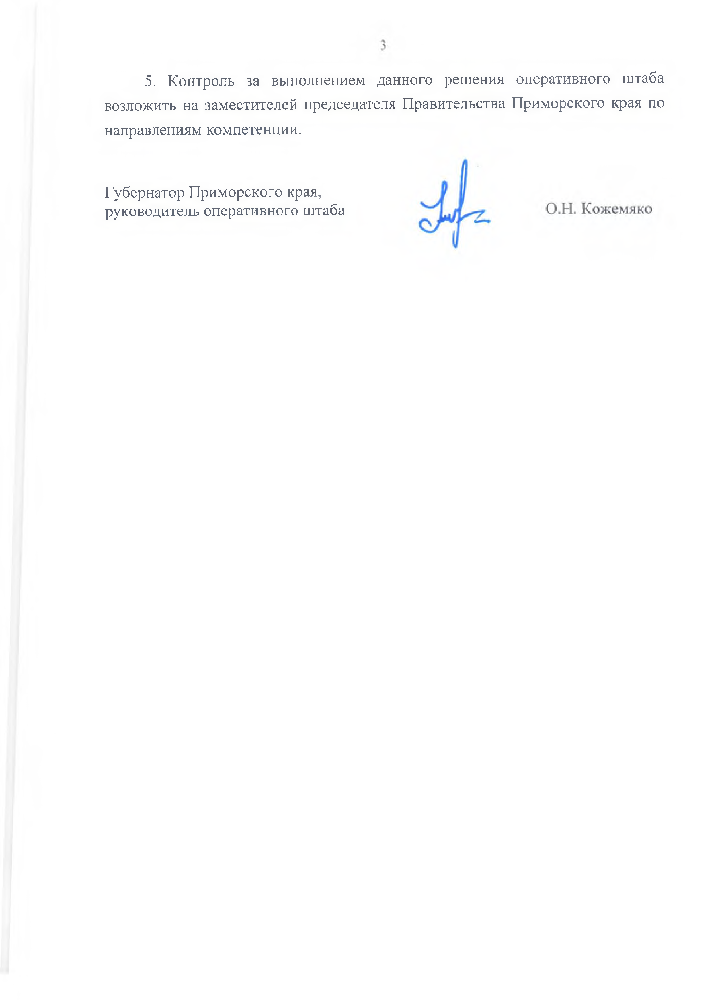 3
5. Контроль за выполнением данного решения оперативного штаба
возложить на заместителей председателя Правительства Приморского края по
направлениям компетенции.
Губернатор Приморского края,
руководитель оперативного штаба
О.Н. Кожемяко